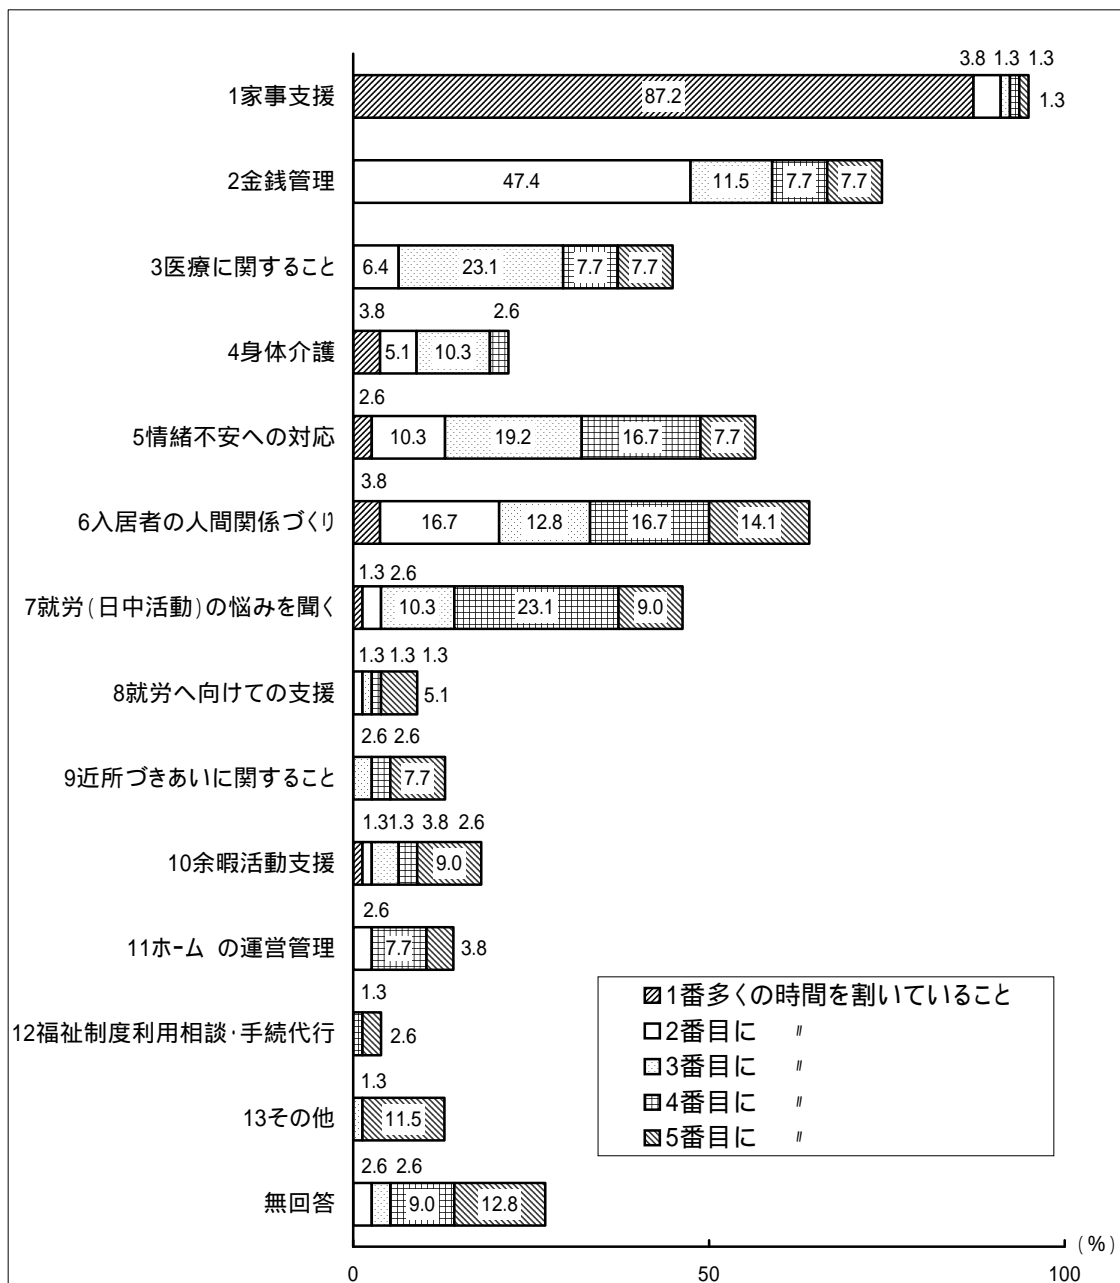 3.8 1.3 1.3
1家事支援 87.2 1.3
2金銭管理 47.4 11.5 7.7 7.7
3医療に関すること 6.4 23.1 7.7 7.7
3.8 2.6
4身体介護 5.1 10.3
2.6
5情緒不安への対応 10.3 19.2 16.7 7.7
3.8
6入居者の人間関係づくり 16.7 12.8 16.7 14.1
1.3 2.6
7就労(日中活動)の悩みを聞く 10.3 23.1 9.0
1.3 1.3 1.3
8就労へ向けての支援 5.1
2.6 2.6
9近所づきあいに関すること 7.7
1.3 1.3 3.8 2.6
10余暇活動支援 9.0
2.6
11ホーム の運営管理 7.7 3.8
1.3
12福祉制度利用相談・手続代行 2.6
1.3
13その他 11.5
2.6 2.6
無回答 9.0 12.8
1番多くの時間を割いていること
2番目に 〃
3番目に 〃
4番目に 〃
5番目に 〃
(%)
0 50 100